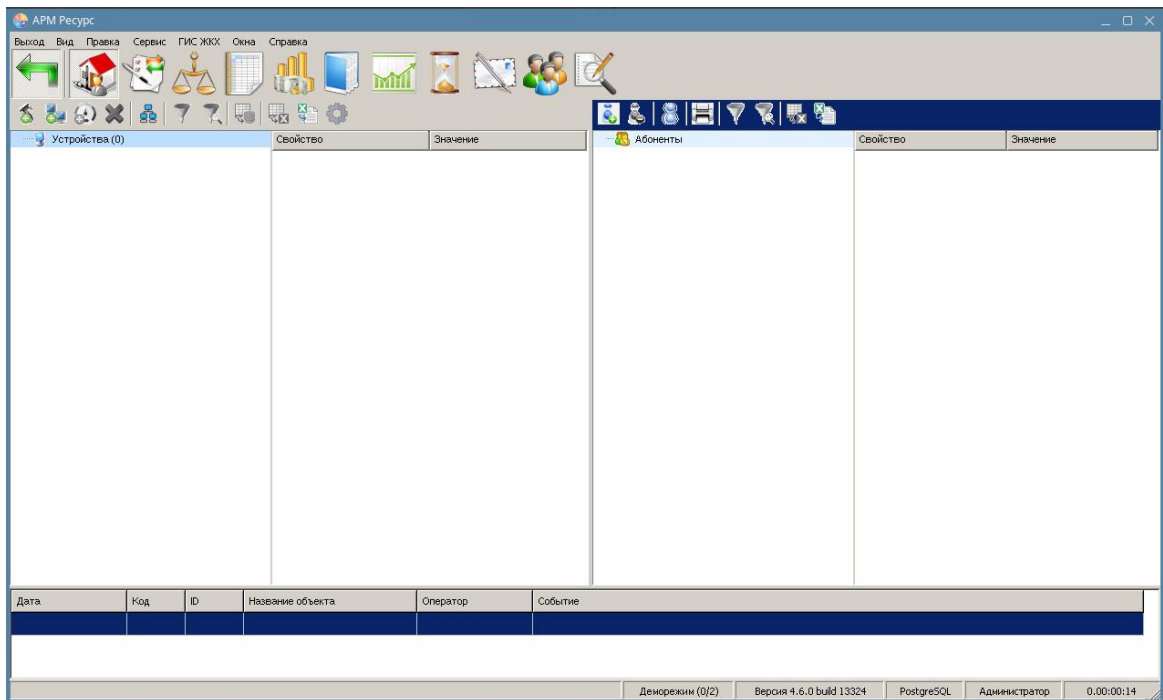 АРМ Ресурс
Выход Вид Правка Сервис ГИС ЖКХ Окна Справка
Устройства (0) Свойство Значение Абоненты Свойство Значение
Дата Код ID Название объекта Оператор Событие
Деморежим (0/2) Версия 4.6.0 build 13324 PostgreSQL Администратор 0.00:00:14